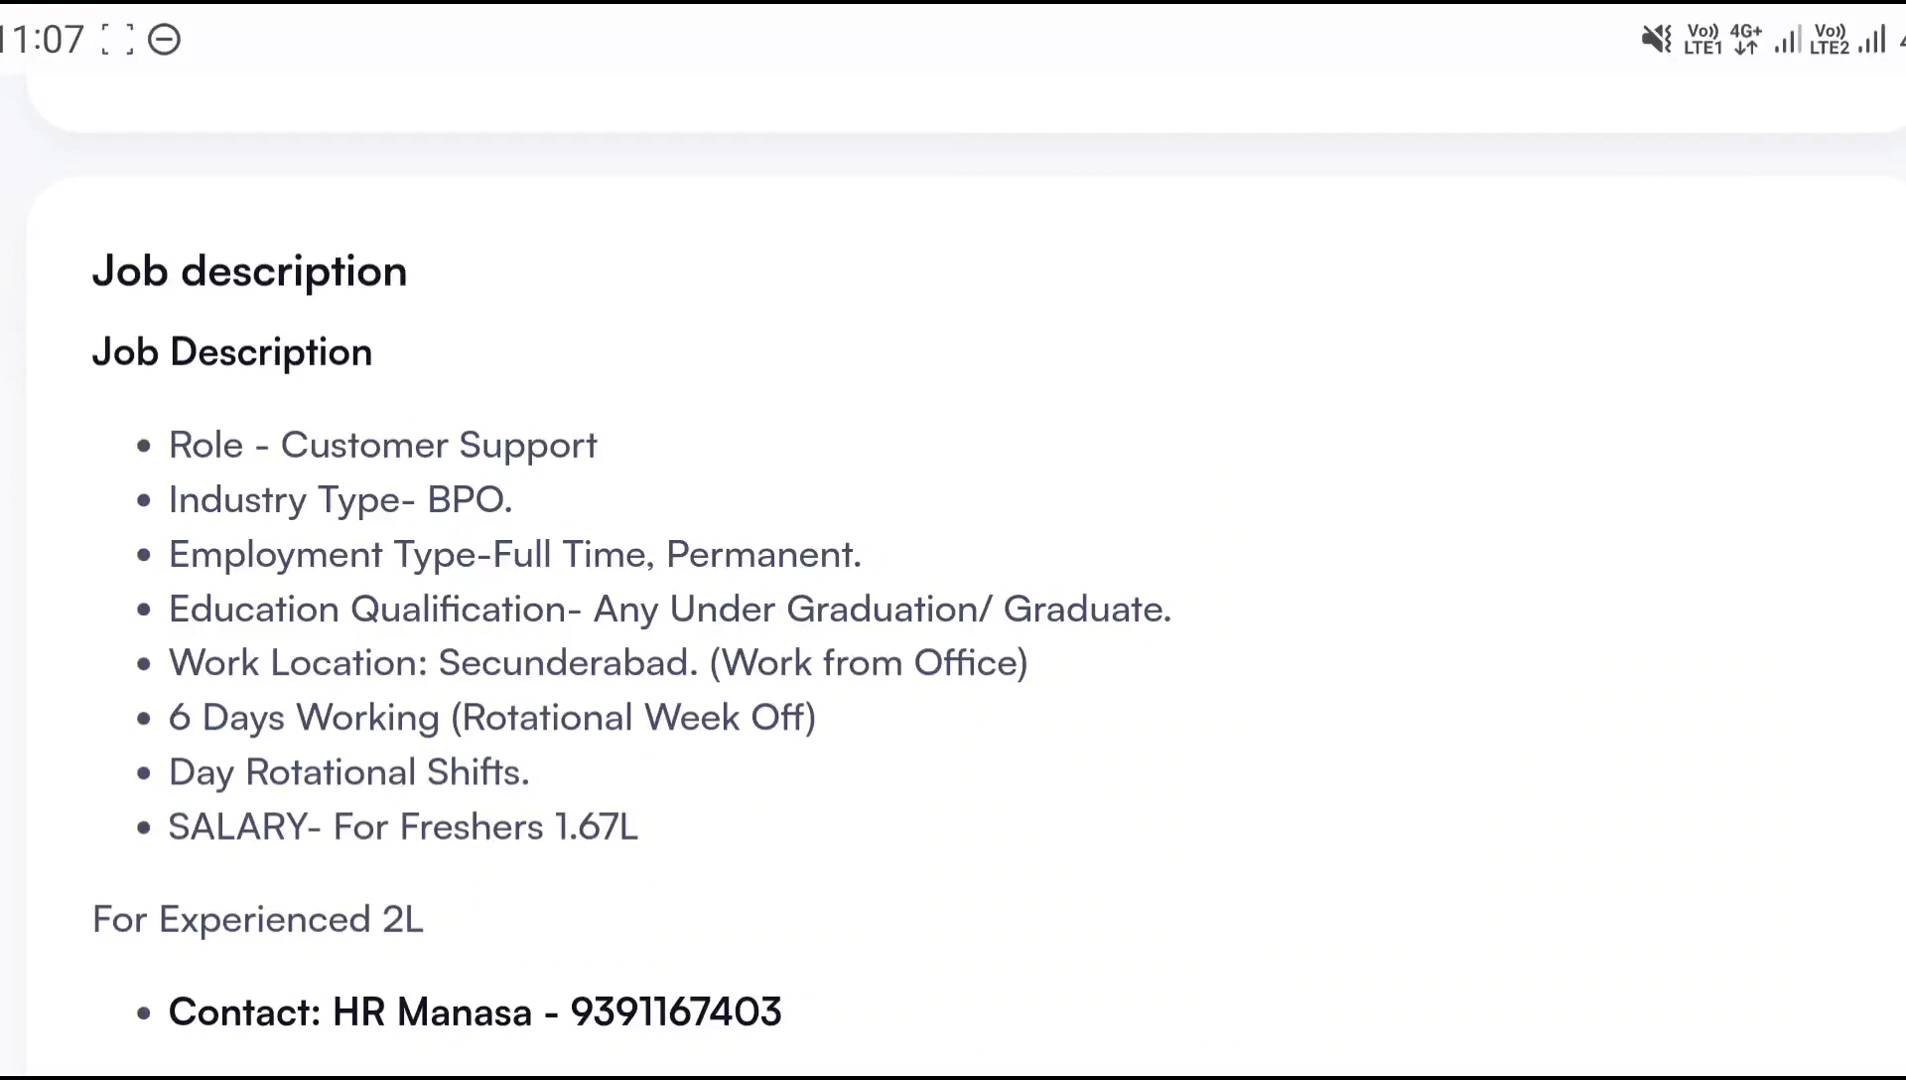 11:07
Vo)) LTE1 4G+ Vo)) LTE2
Job description
Job Description
Role - Customer Support
Industry Type- BPO.
Employment Type-Full Time, Permanent.
Education Qualification- Any Under Graduation/ Graduate.
Work Location: Secunderabad. (Work from Office)
6 Days Working (Rotational Week Off)
Day Rotational Shifts.
SALARY- For Freshers 1.67L
For Experienced 2L
Contact: HR Manasa - 9391167403